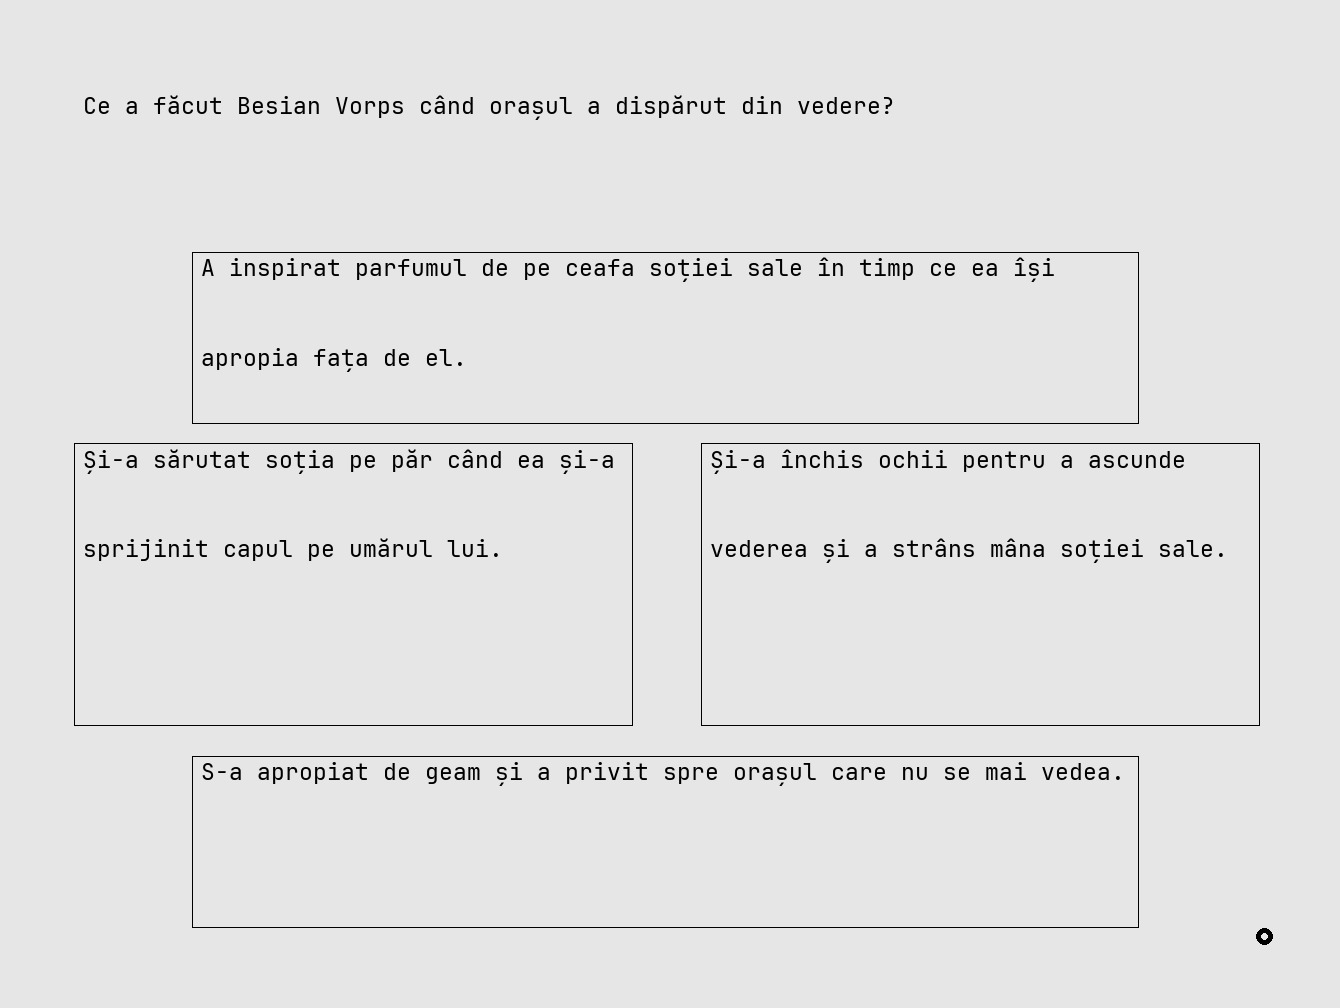 Ce a făcut Besian Vorps când orașul a dispărut din vedere?
A inspirat parfumul de pe ceafa soției sale în timp ce ea își
apropia fața de el.
Și-a sărutat soția pe păr când ea și-a
sprijinit capul pe umărul lui.
Și-a închis ochii pentru a ascunde
vederea și a strâns mâna soției sale.
S-a apropiat de geam și a privit spre orașul care nu se mai vedea.